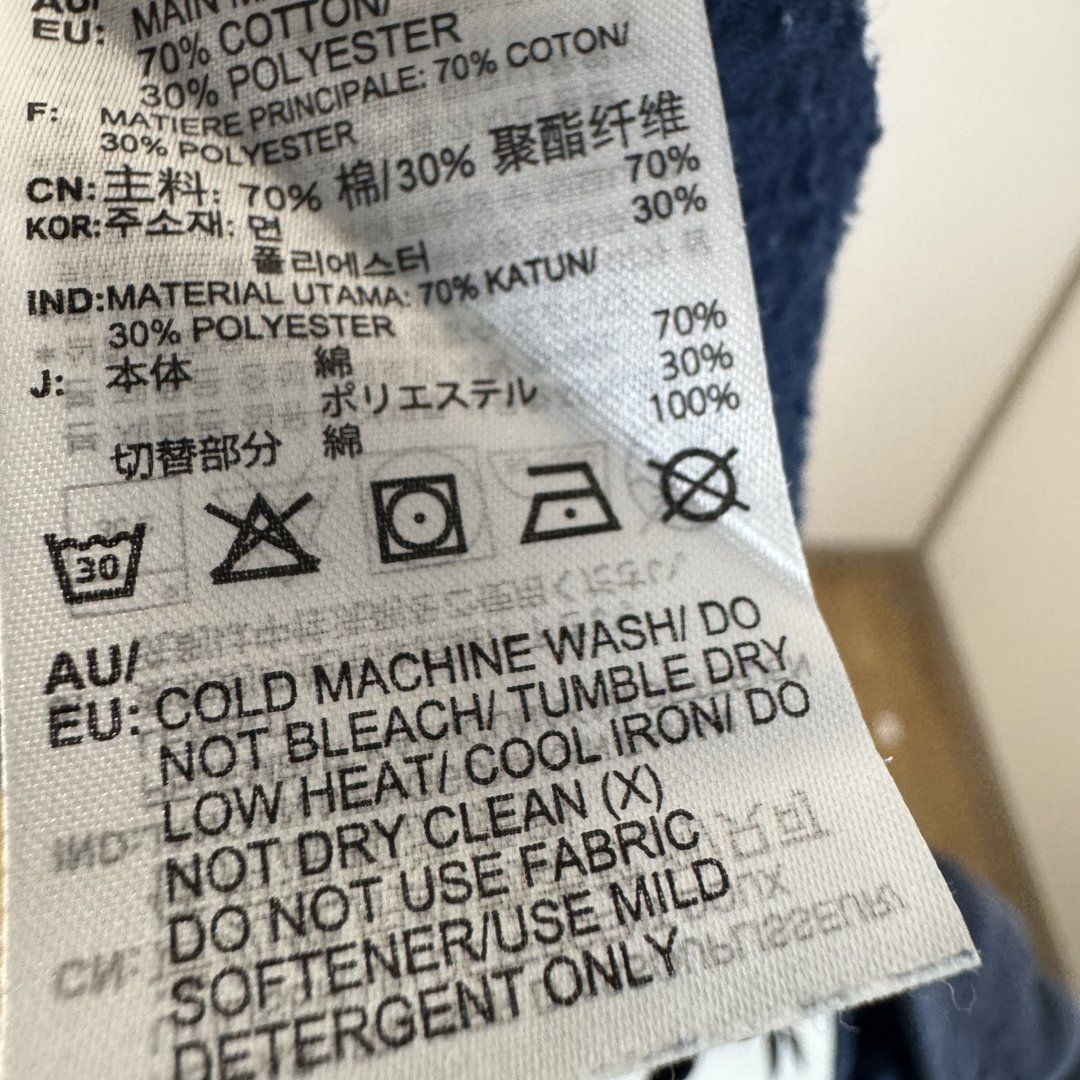 AU/
EU: MAIN
70% COTTON/
30% POLYESTER
F: MATIERE PRINCIPALE: 70% COTON/
30% POLYESTER
CN: 主料: 70% 棉/30% 聚酯纤维
KOR: 주소재: 면 70%
폴리에스터 30%
IND: MATERIAL UTAMA: 70% KATUN/
30% POLYESTER
J: 本体 綿 70%
ポリエステル 30%
切替部分 綿 100%
30
AU/
EU: COLD MACHINE WASH/ DO
NOT BLEACH/ TUMBLE DRY
LOW HEAT/ COOL IRON/ DO
NOT DRY CLEAN (X)
DO NOT USE FABRIC
SOFTENER/USE MILD
DETERGENT ONLY